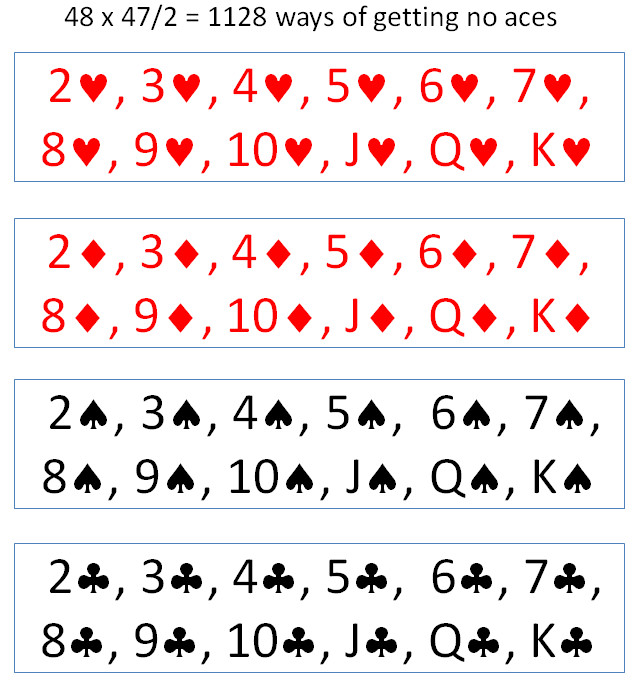 48 x 47/2 = 1128 ways of getting no aces
2♥, 3♥, 4♥, 5♥, 6♥, 7♥,
8♥, 9♥, 10♥, J♥, Q♥, K♥
2♦, 3♦, 4♦, 5♦, 6♦, 7♦,
8♦, 9♦, 10♦, J♦, Q♦, K♦
2♠, 3♠, 4♠, 5♠, 6♠, 7♠,
8♠, 9♠, 10♠, J♠, Q♠, K♠
2♣, 3♣, 4♣, 5♣, 6♣, 7♣,
8♣, 9♣, 10♣, J♣, Q♣, K♣